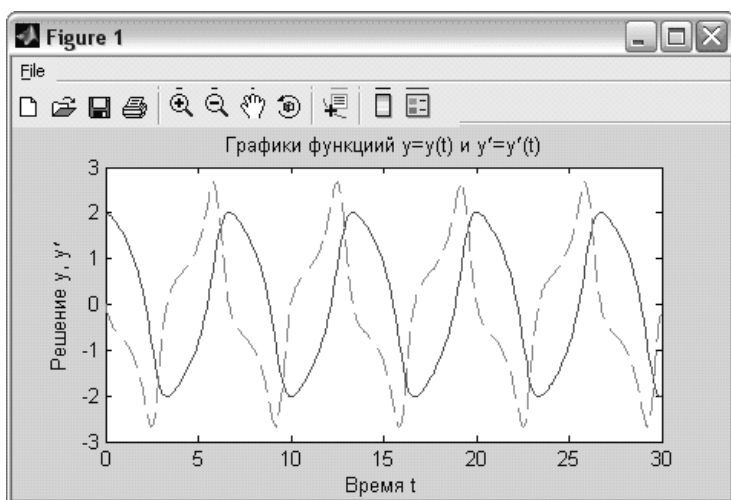 Figure 1
File
Графики функциий y=y(t) и y'=y'(t)
3
2
1
0
-1
-2
-3
Решение y, y'
0 5 10 15 20 25 30
Время t